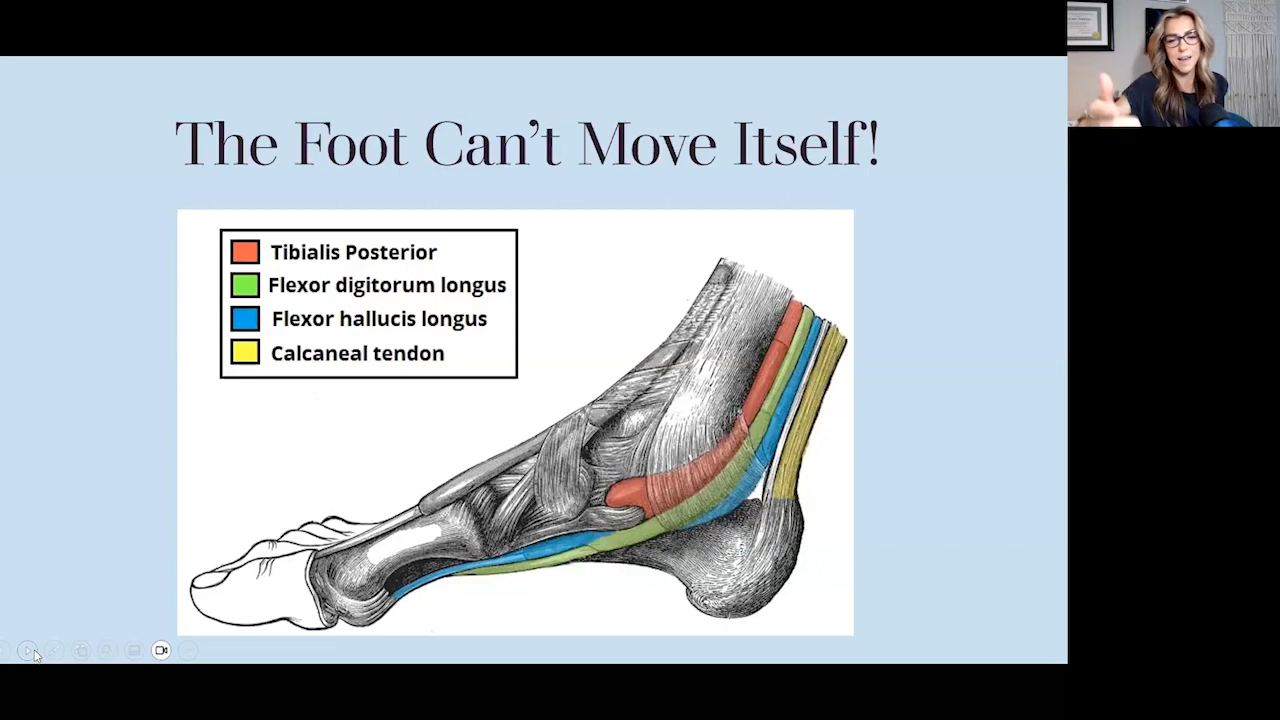 The Foot Can’t Move Itself!
Tibialis Posterior
Flexor digitorum longus
Flexor hallucis longus
Calcaneal tendon